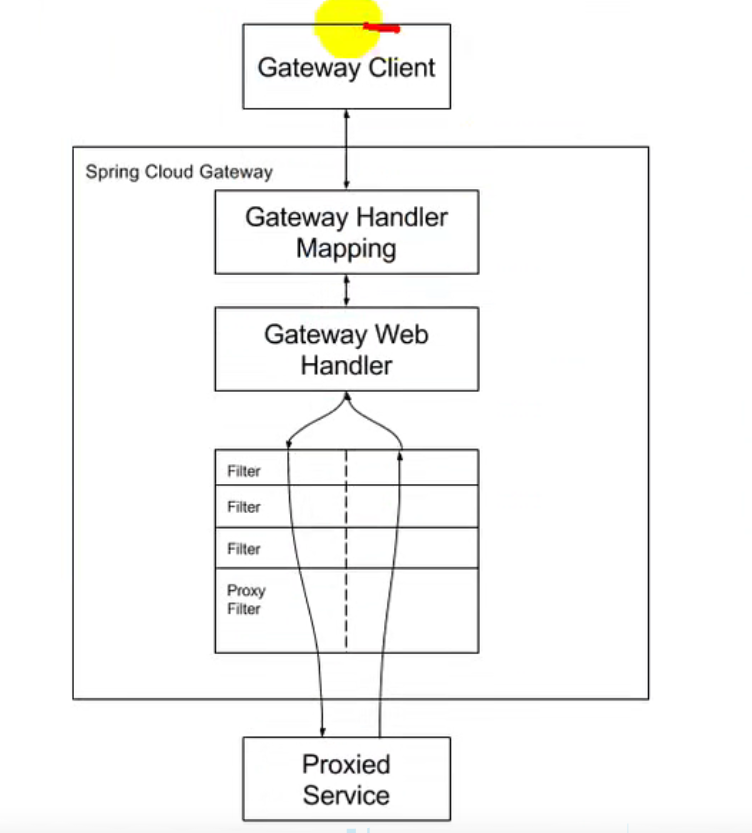 Gateway Client
Spring Cloud Gateway
Gateway Handler
Mapping
Gateway Web
Handler
Filter
Filter
Filter
Proxy
Filter
Proxied
Service